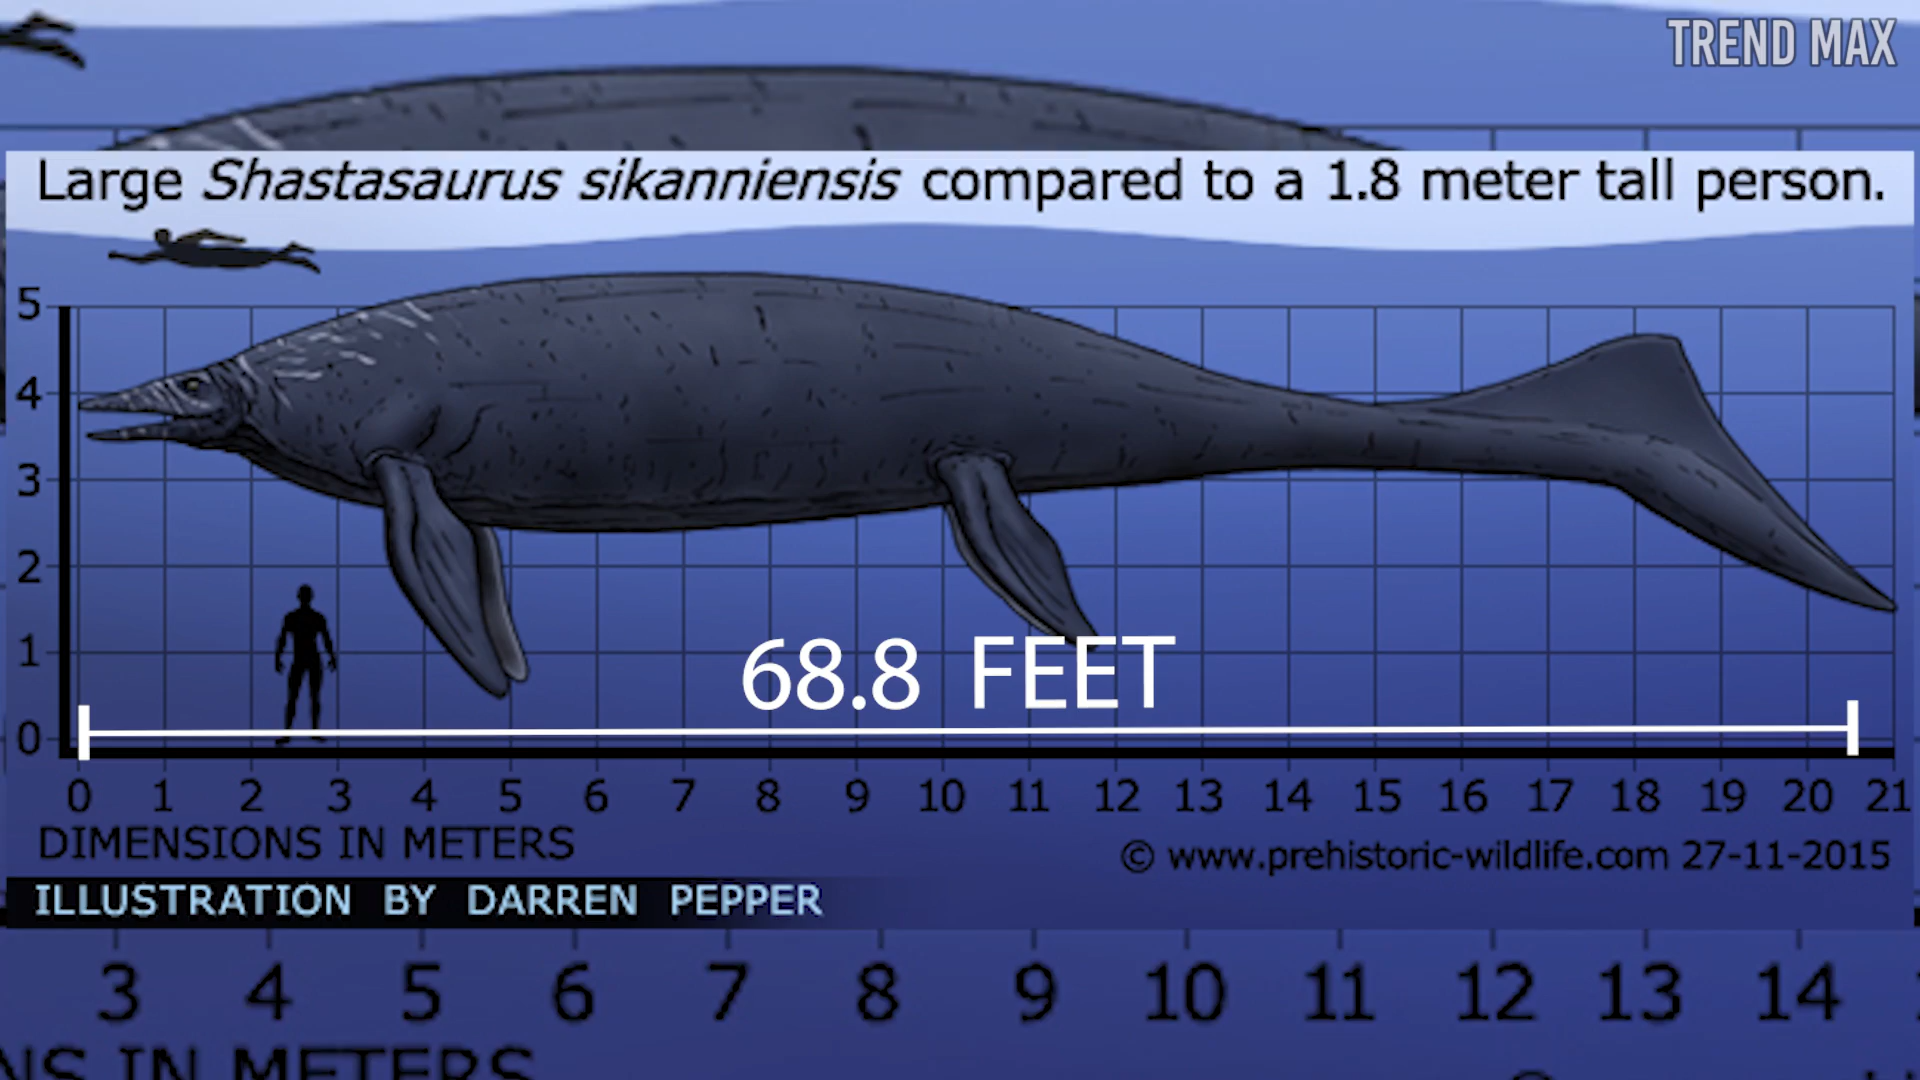 TREND MAX
Large Shastasaurus sikanniensis compared to a 1.8 meter tall person.
5
4
3
2
1
0
68.8 FEET
0 1 2 3 4 5 6 7 8 9 10 11 12 13 14 15 16 17 18 19 20 21
DIMENSIONS IN METERS
© www.prehistoric-wildlife.com 27-11-2015
ILLUSTRATION BY DARREN PEPPER
3 4 5 6 7 8 9 10 11 12 13 14
NS IN METERS